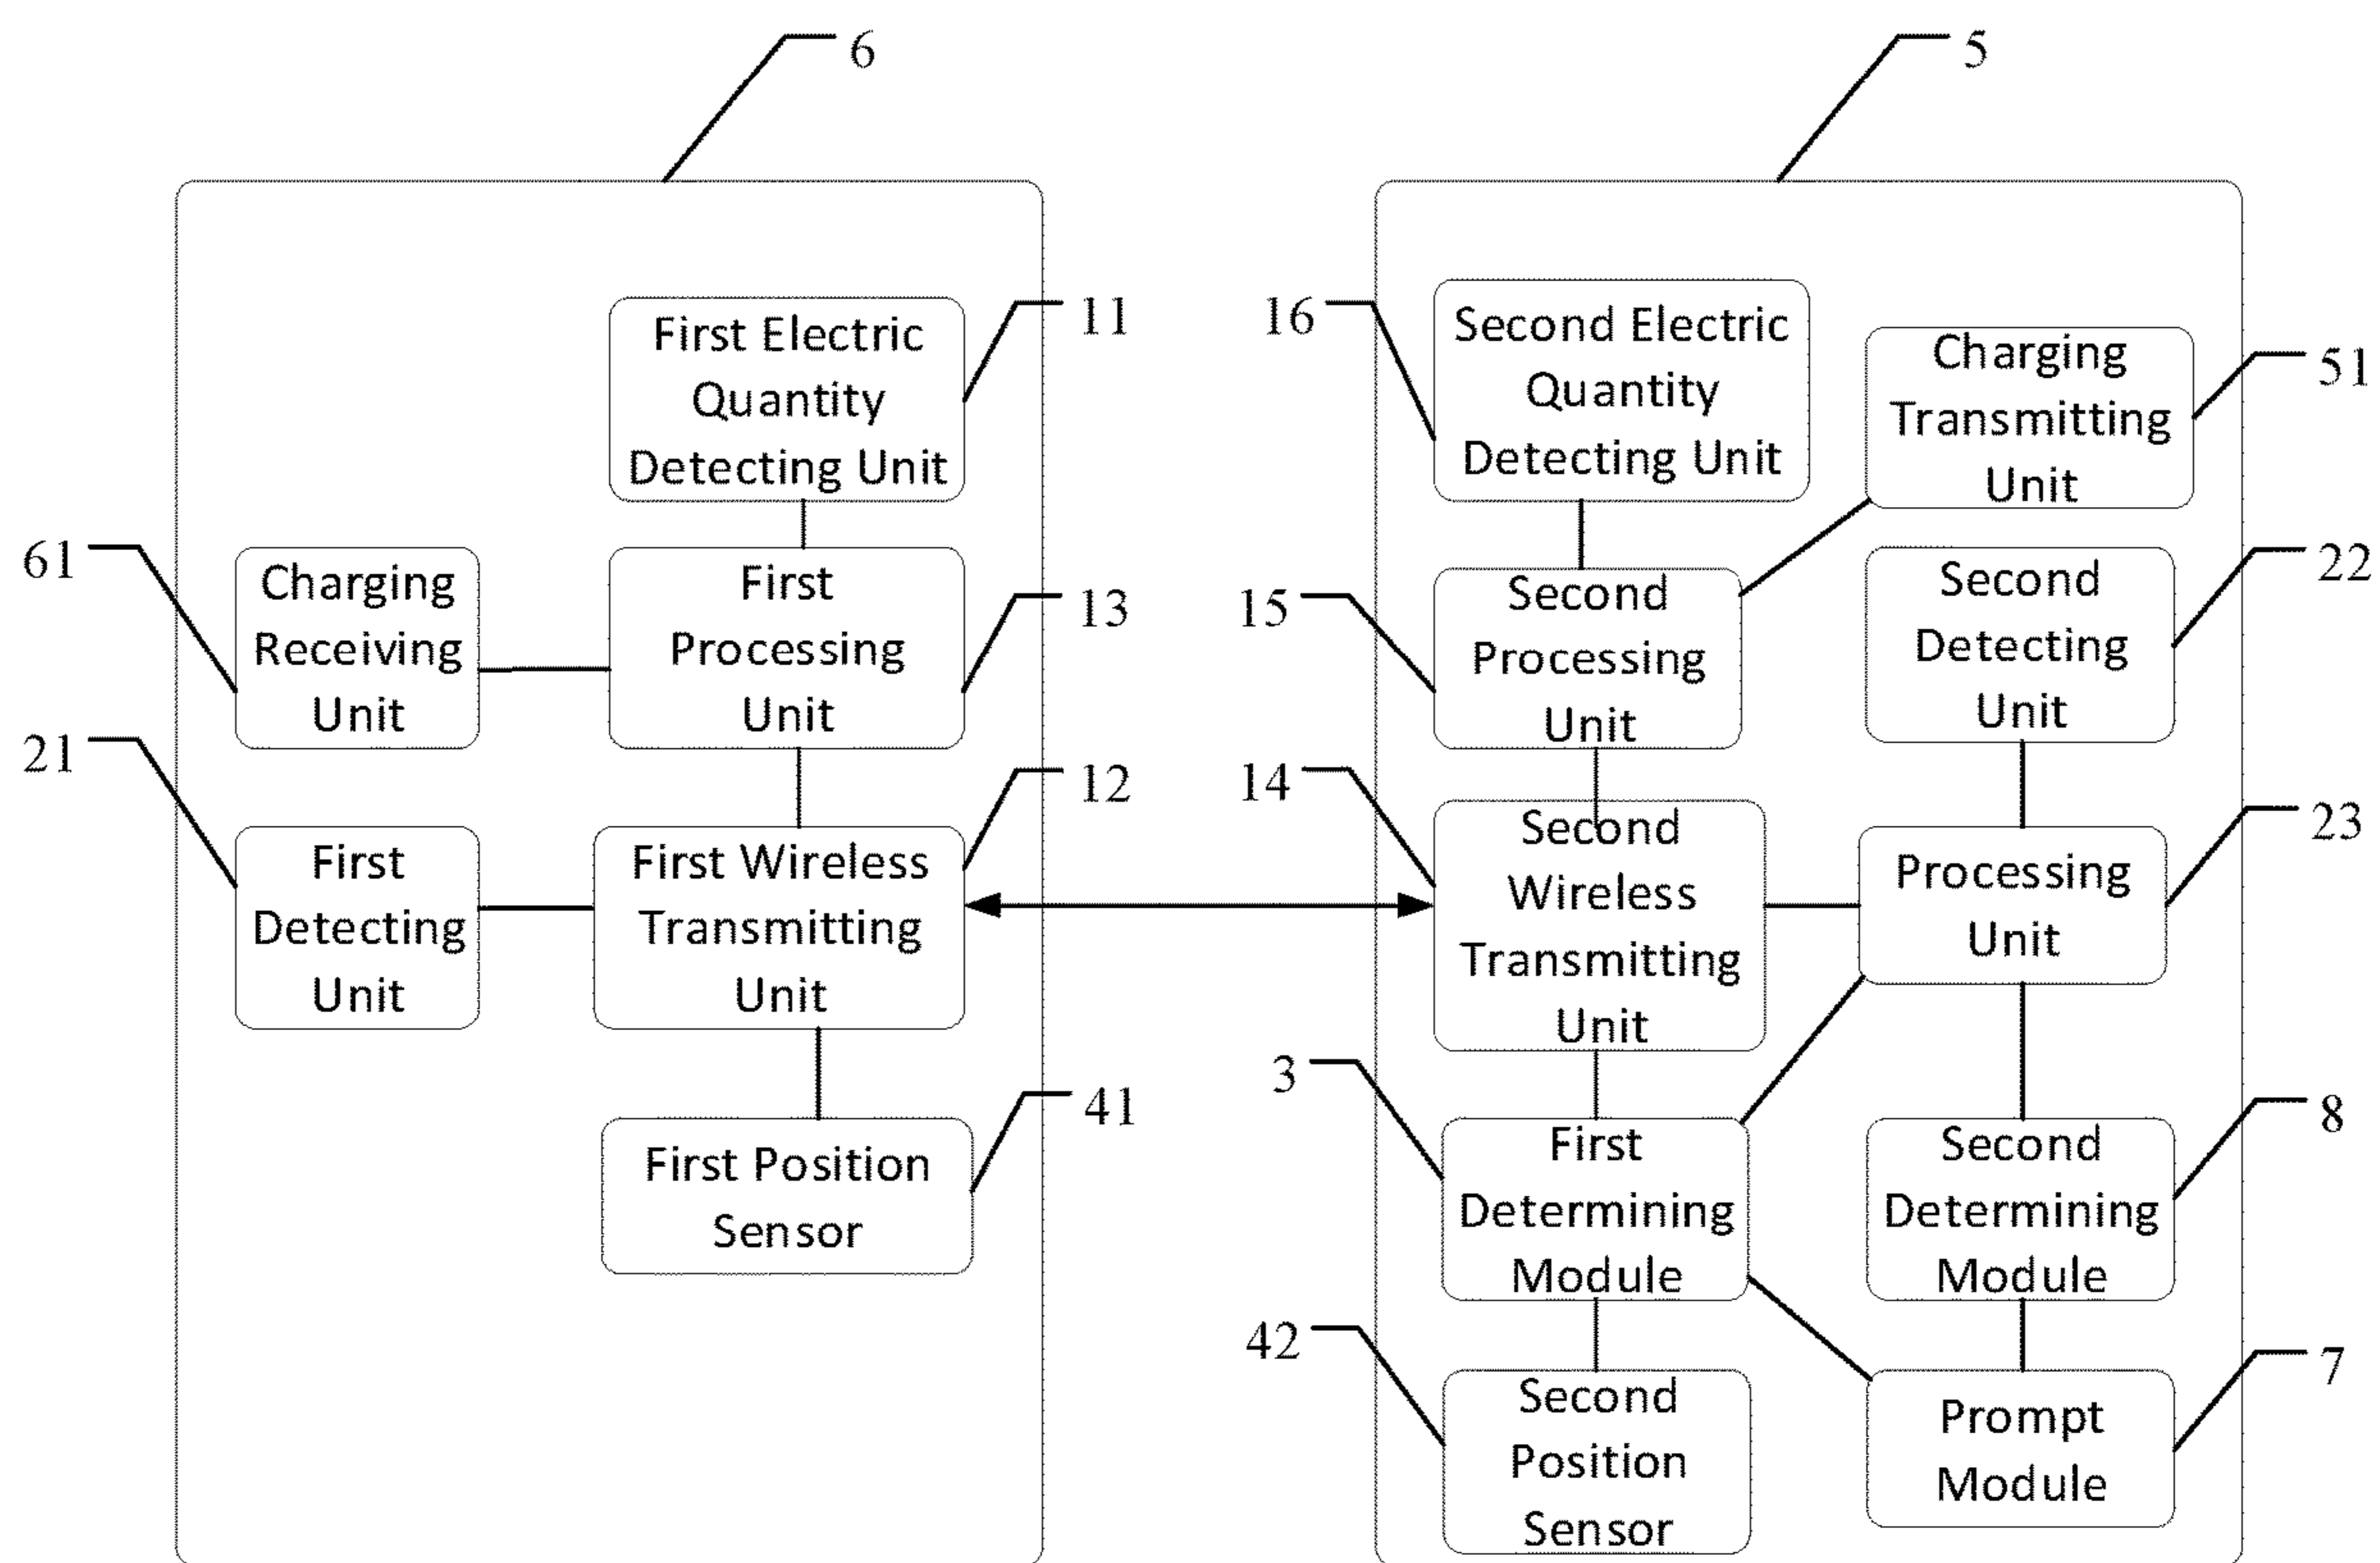 6
5
First Electric
Quantity
Detecting Unit
11
16
Second Electric
Quantity
Detecting Unit
Charging
Transmitting
Unit
51
61
Charging
Receiving
Unit
First
Processing
Unit
13
15
Second
Processing
Unit
Second
Detecting
Unit
22
21
First
Detecting
Unit
First Wireless
Transmitting
Unit
12
14
Second
Wireless
Transmitting
Unit
Processing
Unit
23
First Position
Sensor
41
3
First
Determining
Module
Second
Determining
Module
8
42
Second
Position
Sensor
Prompt
Module
7